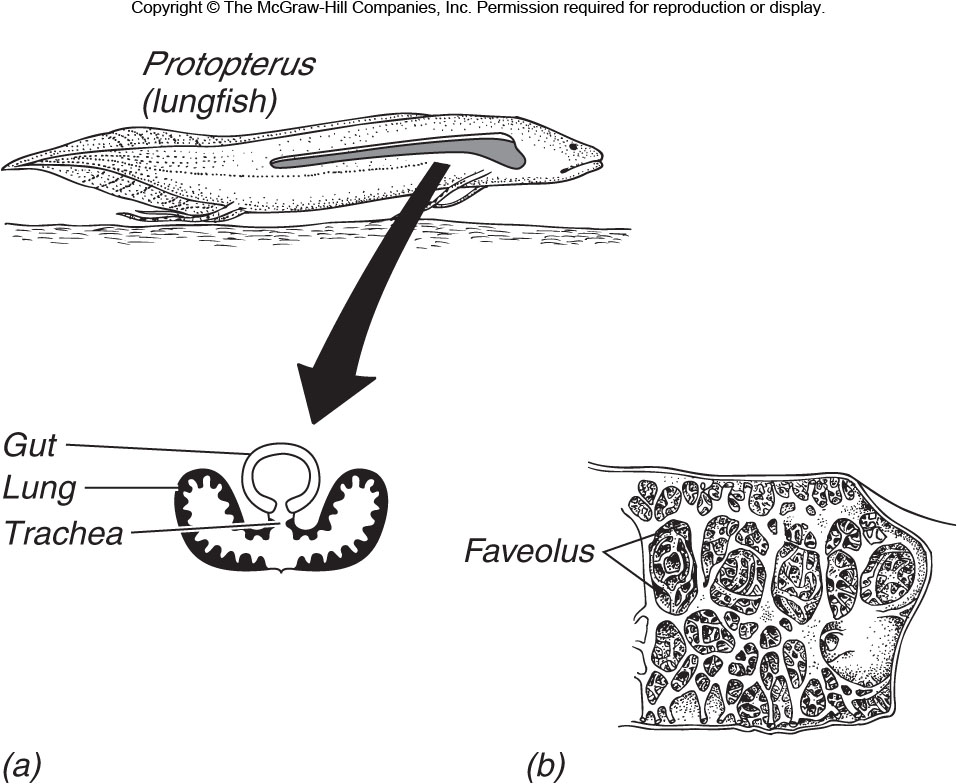 Copyright © The McGraw-Hill Companies, Inc. Permission required for reproduction or display.
Protopterus
(lungfish)
Gut
Lung
Trachea
Faveolus
(a)
(b)